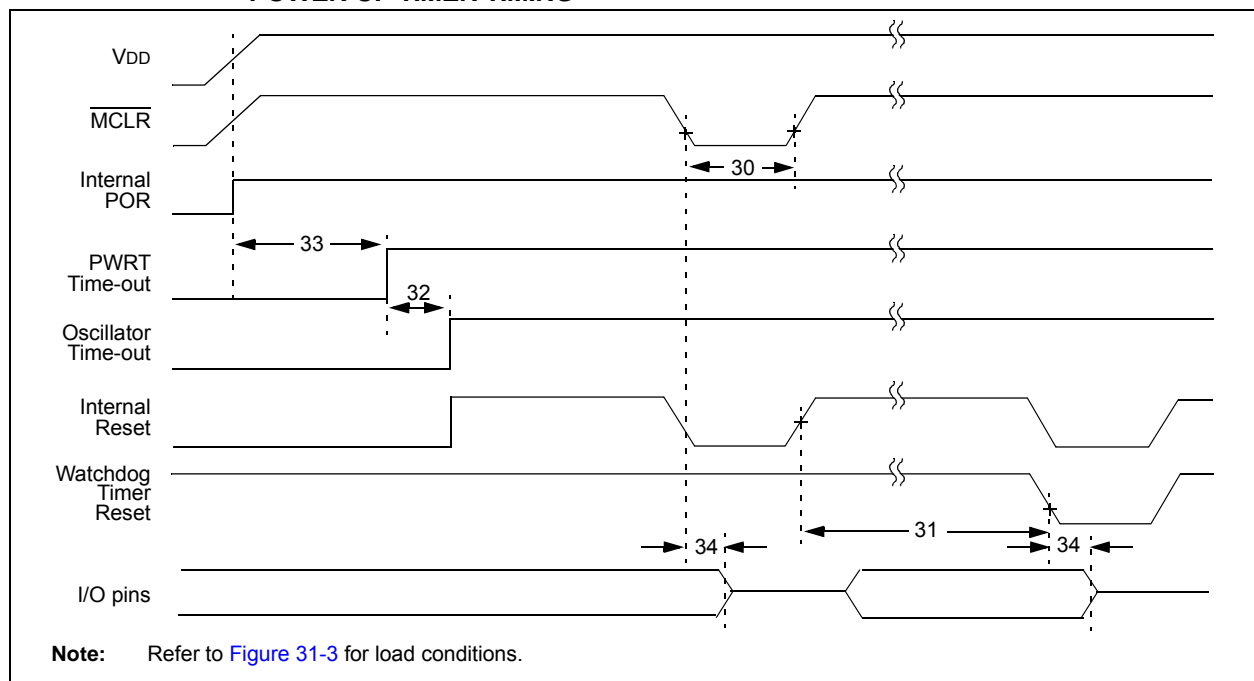 POWER-UP TIMER TIMING
VDD
MCLR
30
Internal
POR
33
PWRT
Time-out
32
Oscillator
Time-out
Internal
Reset
Watchdog
Timer
Reset
31
34
34
I/O pins
Note: Refer to Figure 31-3 for load conditions.